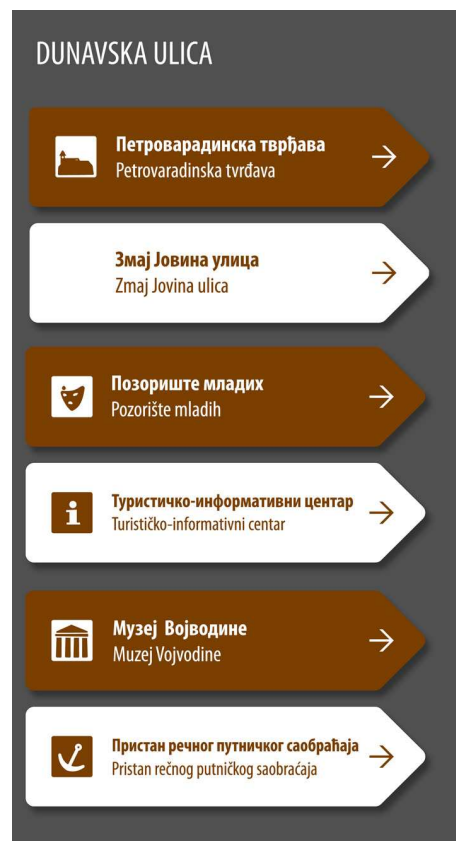 DUNAVSKA ULICA
Петроварадинска тврђава
Petrovaradinska tvrđava
Змај Јовина улица
Zmaj Jovina ulica
Позориште младих
Pozorište mladih
Туристичко-информативни центар
Turističko-informativni centar
Музеј Војводине
Muzej Vojvodine
Пристан речног путничког саобраћаја
Pristan rečnog putničkog saobraćaja